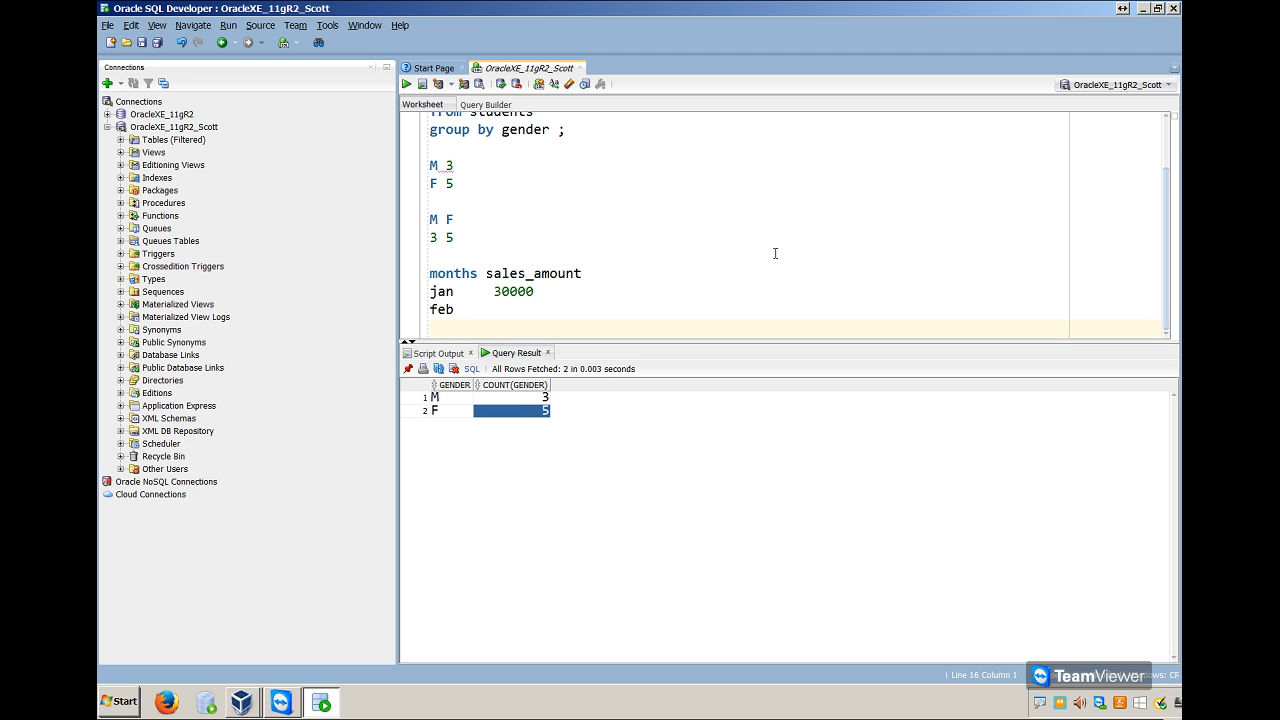 Oracle SQL Developer : OracleXE_11gR2_Scott
File Edit View Navigate Run Source Team Tools Window Help
Connections
Connections
OracleXE_11gR2
OracleXE_11gR2_Scott
Tables (Filtered)
Views
Editioning Views
Indexes
Packages
Procedures
Functions
Queues
Queues Tables
Triggers
Crossedition Triggers
Types
Sequences
Materialized Views
Materialized View Logs
Synonyms
Public Synonyms
Database Links
Public Database Links
Directories
Editions
Application Express
XML Schemas
XML DB Repository
Scheduler
Recycle Bin
Other Users
Oracle NoSQL Connections
Cloud Connections
Start Page OracleXE_11gR2_Scott
OracleXE_11gR2_Scott
Worksheet Query Builder
from students
group by gender ;
M 3
F 5
M F
3 5
months sales_amount
jan 30000
feb
Script Output Query Result
SQL All Rows Fetched: 2 in 0.003 seconds
GENDER COUNT(GENDER)
1 M 3
2 F 5
Line 16 Column 1
TeamViewer
Start